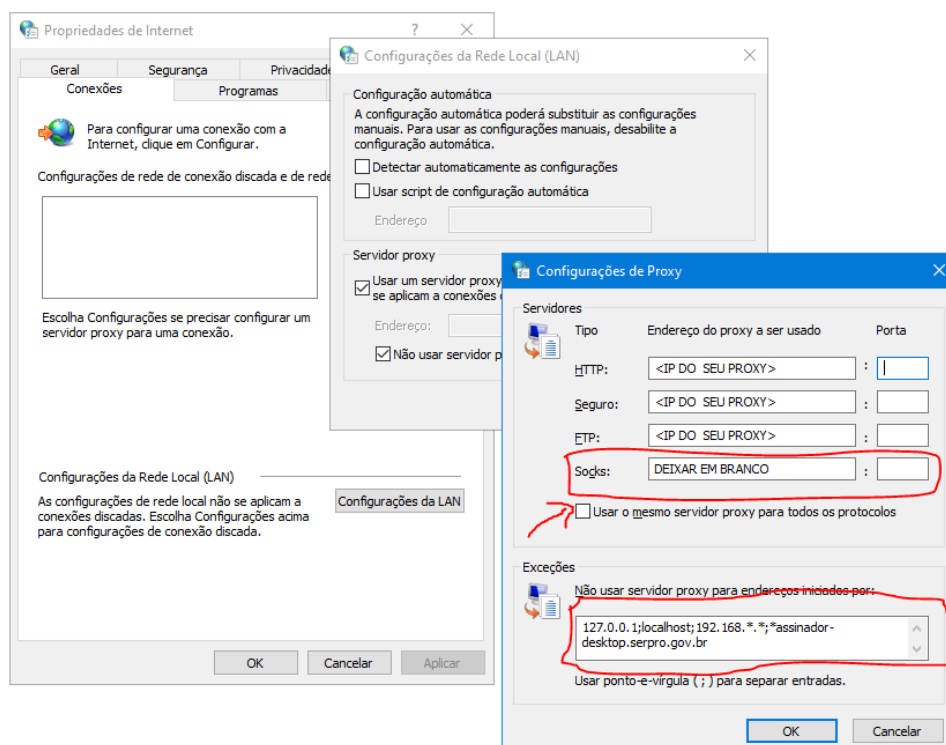 Propriedades de Internet
Geral
Segurança
Privacidade
Conexões
Programas
Para configurar uma conexão com a
Internet, clique em Configurar.
Configurações de rede de conexão discada e de rede
Escolha Configurações se precisar configurar um
servidor proxy para uma conexão.
Configurações da Rede Local (LAN)
As configurações de rede local não se aplicam a
conexões discadas. Escolha Configurações acima
para configurações de conexão discada.
Configurações da LAN
OK
Cancelar
Aplicar
Configurações da Rede Local (LAN)
Configuração automática
A configuração automática poderá substituir as configurações
manuais. Para usar as configurações manuais, desabilite a
configuração automática.
Detectar automaticamente as configurações
Usar script de configuração automática
Endereço
Servidor proxy
Usar um servidor proxy
se aplicam a conexões
Endereço:
Não usar servidor p
Configurações de Proxy
Servidores
Tipo
Endereço do proxy a ser usado
Porta
HTTP:
<IP DO SEU PROXY>
:
Seguro:
<IP DO SEU PROXY>
:
FTP:
<IP DO SEU PROXY>
:
Socks:
DEIXAR EM BRANCO
:
Usar o mesmo servidor proxy para todos os protocolos
Exceções
Não usar servidor proxy para endereços iniciados por:
127.0.0.1;localhost;192.168.*.*;*assinador-
desktop.serpro.gov.br
Usar ponto-e-vírgula ( ; ) para separar entradas.
OK
Cancelar